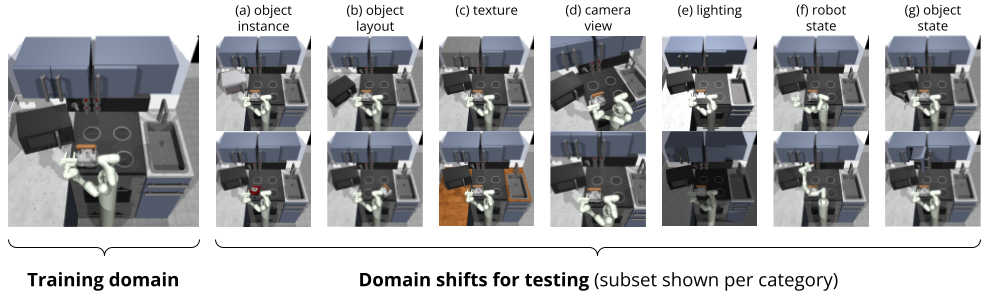 (a) object
instance
(b) object
layout
(c) texture
(d) camera
view
(e) lighting
(f) robot
state
(g) object
state
Training domain
Domain shifts for testing (subset shown per category)